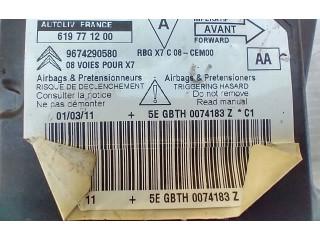 AUTOLIV FRANCE
619 77 12 00
A
AVANT
FORWARD
9674290580
RBG X7 C 08 - CEM00
08 VOIES POUR X7
AA
Airbags & Pretensionneurs
RISQUE DE DECLENCHEMENT
Consulter la notice
Ne pas démonter
Airbags & Pretensioners
TRIGGERING HASARD
Do not remove
Read manual
01/03/11 + 5E GBTH 0074183 Z * C1
11 + 5E GBTH 0074183 Z